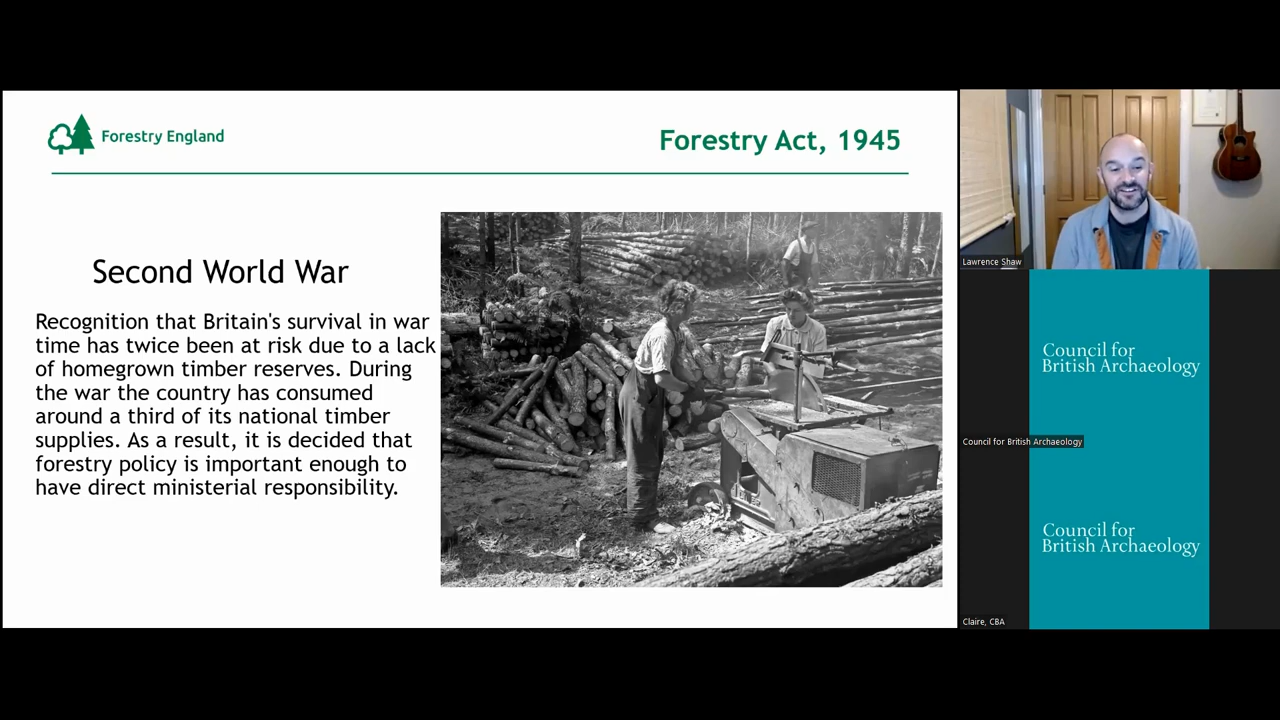 Forestry England
Forestry Act, 1945
Second World War
Recognition that Britain's survival in war
time has twice been at risk due to a lack
of homegrown timber reserves. During
the war the country has consumed
around a third of its national timber
supplies. As a result, it is decided that
forestry policy is important enough to
have direct ministerial responsibility.
Lawrence Shaw
Council for
British Archaeology
Council for British Archaeology
Council for
British Archaeology
Claire, CBA